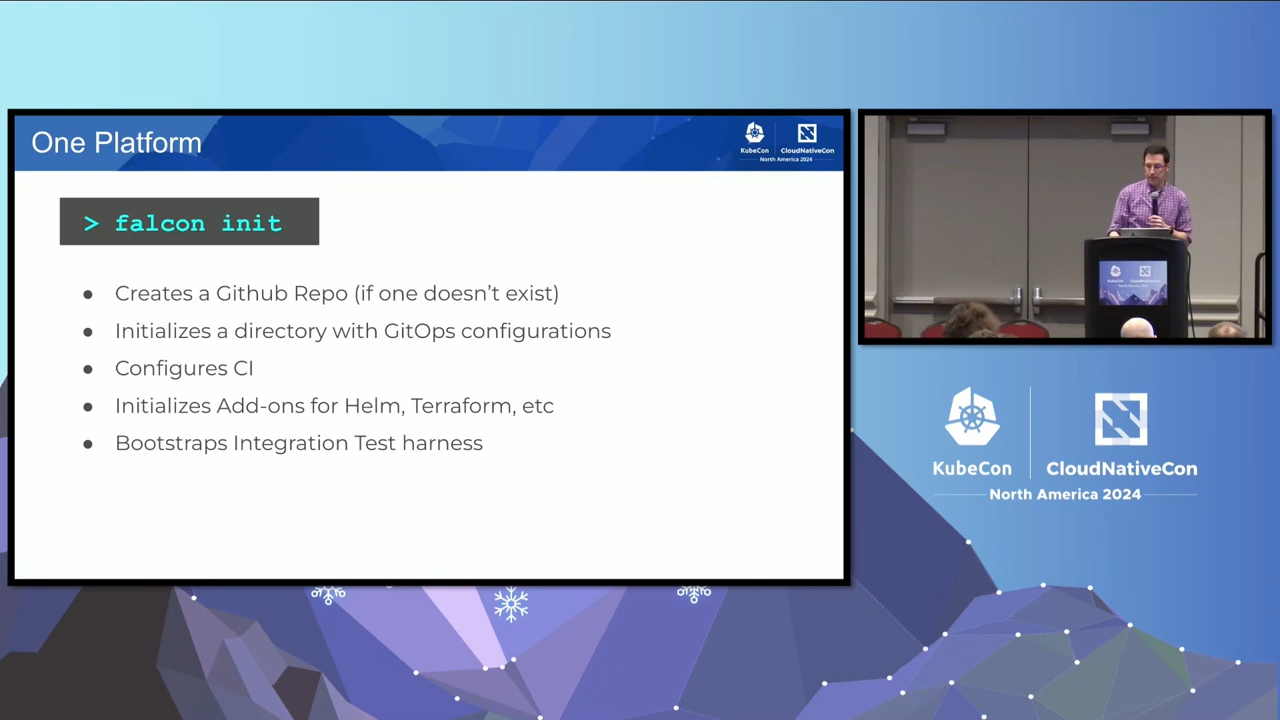 One Platform
KubeCon
CloudNativeCon
North America 2024
> falcon init
● Creates a Github Repo (if one doesn’t exist)
● Initializes a directory with GitOps configurations
● Configures CI
● Initializes Add-ons for Helm, Terraform, etc
● Bootstraps Integration Test harness
KubeCon
CloudNativeCon
North America 2024